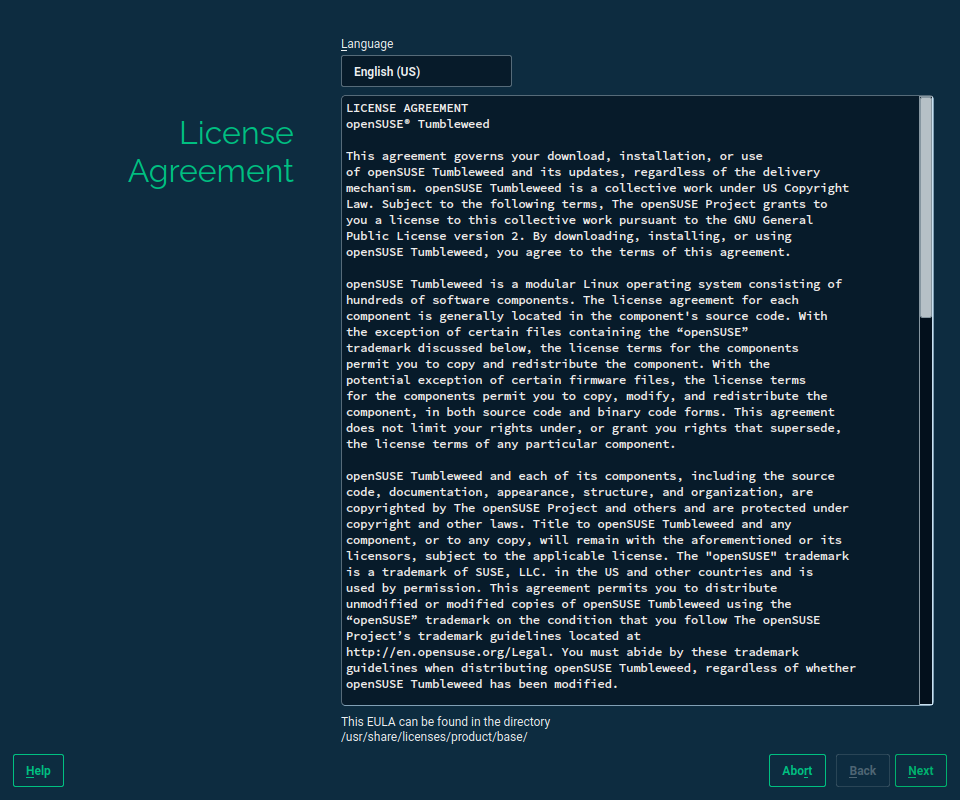 Language
English (US)
License
Agreement
LICENSE AGREEMENT
openSUSE® Tumbleweed
This agreement governs your download, installation, or use
of openSUSE Tumbleweed and its updates, regardless of the delivery
mechanism. openSUSE Tumbleweed is a collective work under US Copyright
Law. Subject to the following terms, The openSUSE Project grants to
you a license to this collective work pursuant to the GNU General
Public License version 2. By downloading, installing, or using
openSUSE Tumbleweed, you agree to the terms of this agreement.
openSUSE Tumbleweed is a modular Linux operating system consisting of
hundreds of software components. The license agreement for each
component is generally located in the component's source code. With
the exception of certain files containing the “openSUSE”
trademark discussed below, the license terms for the components
permit you to copy and redistribute the component. With the
potential exception of certain firmware files, the license terms
for the components permit you to copy, modify, and redistribute the
component, in both source code and binary code forms. This agreement
does not limit your rights under, or grant you rights that supersede,
the license terms of any particular component.
openSUSE Tumbleweed and each of its components, including the source
code, documentation, appearance, structure, and organization, are
copyrighted by The openSUSE Project and others and are protected under
copyright and other laws. Title to openSUSE Tumbleweed and any
component, or to any copy, will remain with the aforementioned or its
licensors, subject to the applicable license. The "openSUSE" trademark
is a trademark of SUSE, LLC. in the US and other countries and is
used by permission. This agreement permits you to distribute
unmodified or modified copies of openSUSE Tumbleweed using the
“openSUSE” trademark on the condition that you follow The openSUSE
Project’s trademark guidelines located at
http://en.opensuse.org/Legal. You must abide by these trademark
guidelines when distributing openSUSE Tumbleweed, regardless of whether
openSUSE Tumbleweed has been modified.
This EULA can be found in the directory
/usr/share/licenses/product/base/
Help
Abort
Back
Next